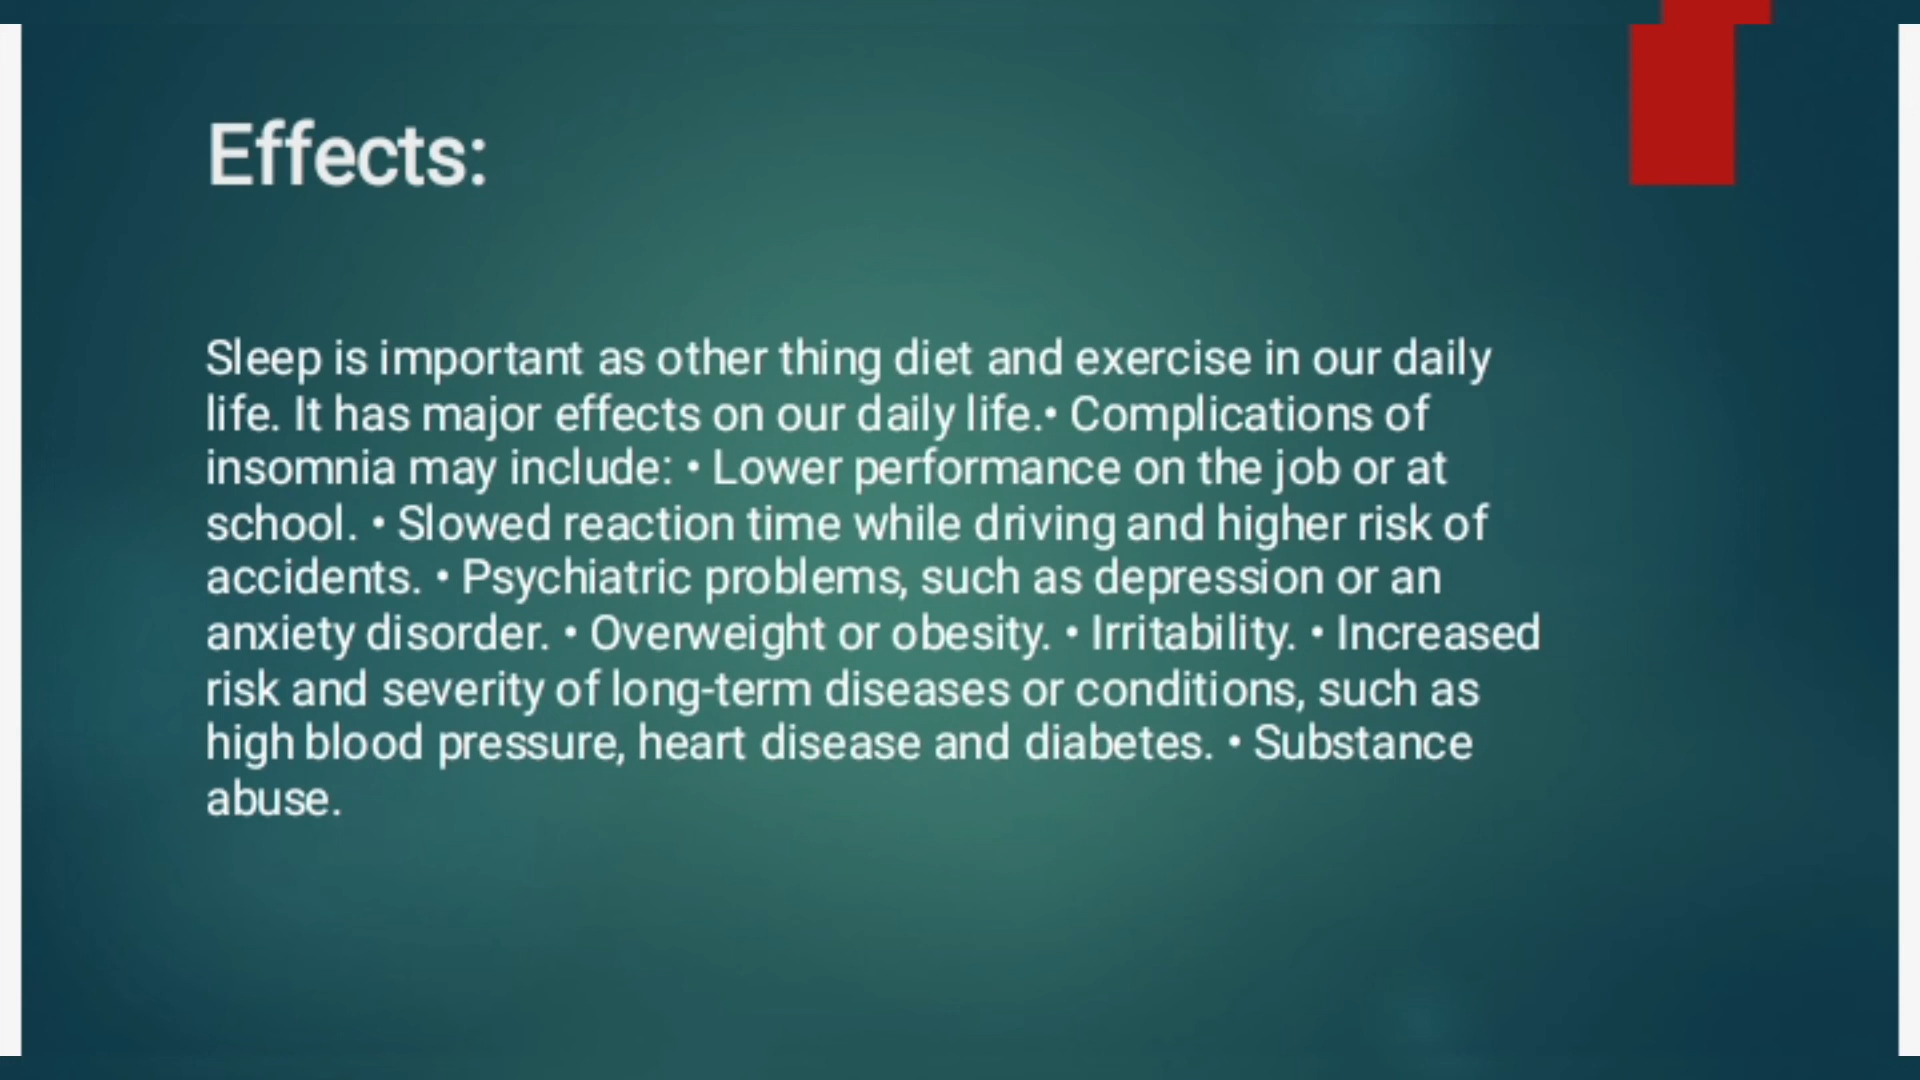 Effects:
Sleep is important as other thing diet and exercise in our daily
life. It has major effects on our daily life.• Complications of
insomnia may include: • Lower performance on the job or at
school. • Slowed reaction time while driving and higher risk of
accidents. • Psychiatric problems, such as depression or an
anxiety disorder. • Overweight or obesity. • Irritability. • Increased
risk and severity of long-term diseases or conditions, such as
high blood pressure, heart disease and diabetes. • Substance
abuse.